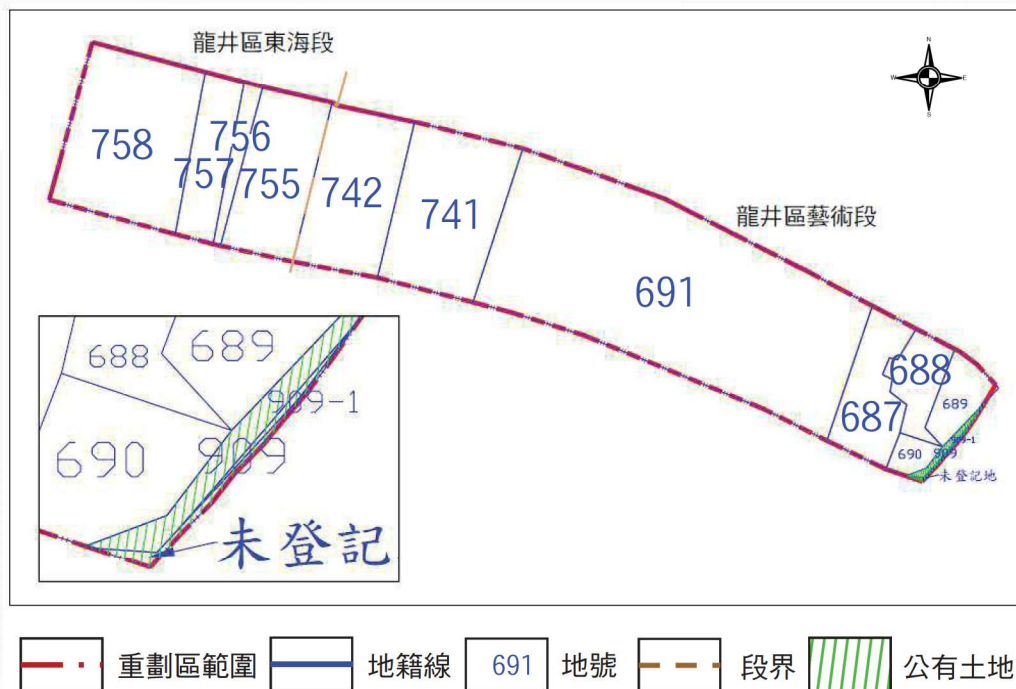 龍井區東海段
N
W
E
S
758
757
756
755
742
741
691
龍井區藝術段
687
688
689
690
909
909-1
未登記地
688
689
690
909
909-1
未登記
重劃區範圍
地籍線
691
地號
段界
公有土地